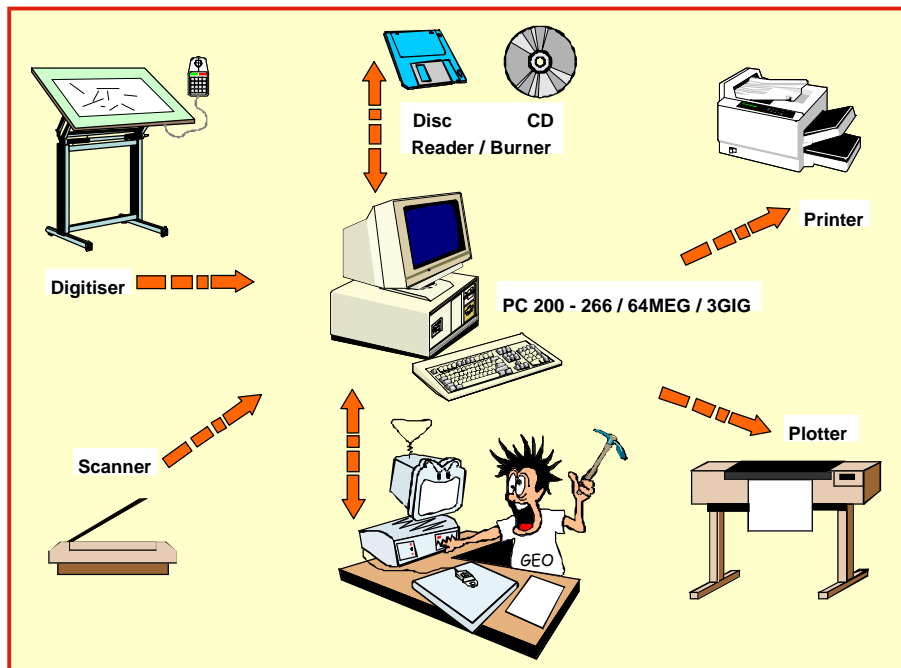 Disc CD
Reader / Burner
Printer
Digitiser
PC 200 - 266 / 64MEG / 3GIG
Plotter
Scanner
GEO